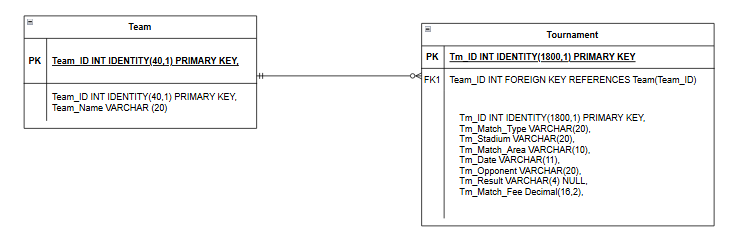 Team
PK
Team_ID INT IDENTITY(40,1) PRIMARY KEY,
Team_ID INT IDENTITY(40,1) PRIMARY KEY,
Team_Name VARCHAR (20)
Tournament
PK
Tm_ID INT IDENTITY(1800,1) PRIMARY KEY
FK1
Team_ID INT FOREIGN KEY REFERENCES Team(Team_ID)
Tm_ID INT IDENTITY(1800,1) PRIMARY KEY,
Tm_Match_Type VARCHAR(20),
Tm_Stadium VARCHAR(20),
Tm_Match_Area VARCHAR(10),
Tm_Date VARCHAR(11),
Tm_Opponent VARCHAR(20),
Tm_Result VARCHAR(4) NULL,
Tm_Match_Fee Decimal(16,2),